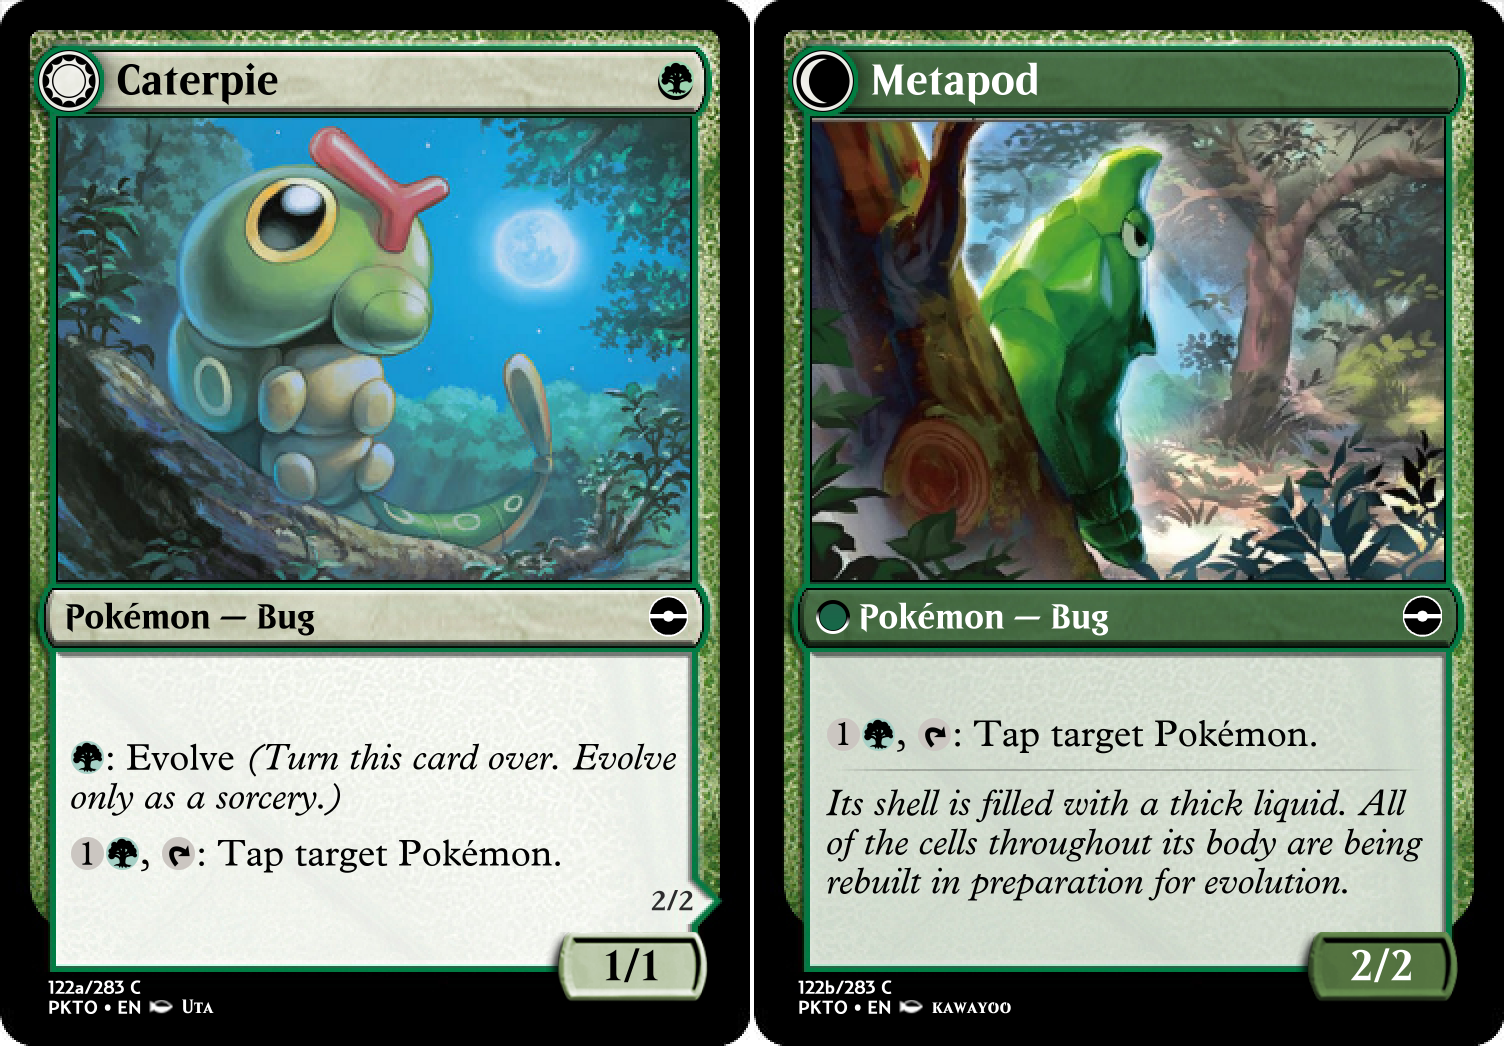 Caterpie
Pokémon — Bug
: Evolve (Turn this card over. Evolve
only as a sorcery.)
1, : Tap target Pokémon.
2/2
1/1
122a/283 C
PKTO • EN Uta
Metapod
Pokémon — Bug
1, : Tap target Pokémon.
Its shell is filled with a thick liquid. All
of the cells throughout its body are being
rebuilt in preparation for evolution.
2/2
122b/283 C
PKTO • EN KAWAYOO